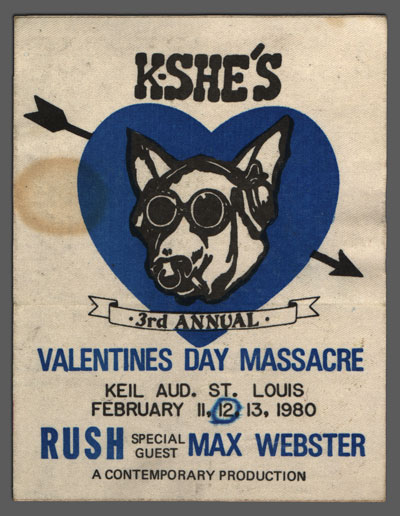 K-SHE'S
· 3rd ANNUAL ·
VALENTINES DAY MASSACRE
KEIL AUD. ST. LOUIS
FEBRUARY 11, 12, 13, 1980
RUSH SPECIAL GUEST MAX WEBSTER
A CONTEMPORARY PRODUCTION